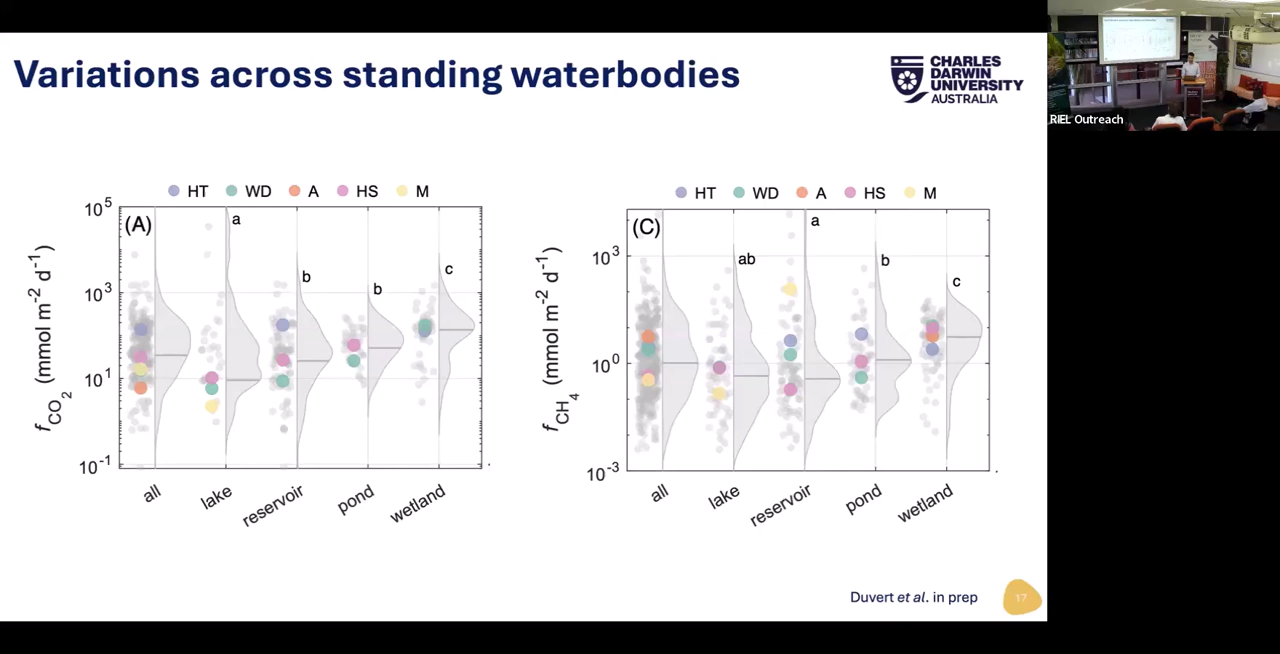 Variations across standing waterbodies
CHARLES
DARWIN
UNIVERSITY
AUSTRALIA
RIEL Outreach
HT WD A HS M
(A)
a
b
b
c
10^5
10^3
10^1
10^-1
f_CO2 (mmol m^-2 d^-1)
all
lake
reservoir
pond
wetland
HT WD A HS M
(C)
ab
a
b
c
10^3
10^0
10^-3
f_CH4 (mmol m^-2 d^-1)
all
lake
reservoir
pond
wetland
Duvert et al. in prep
17